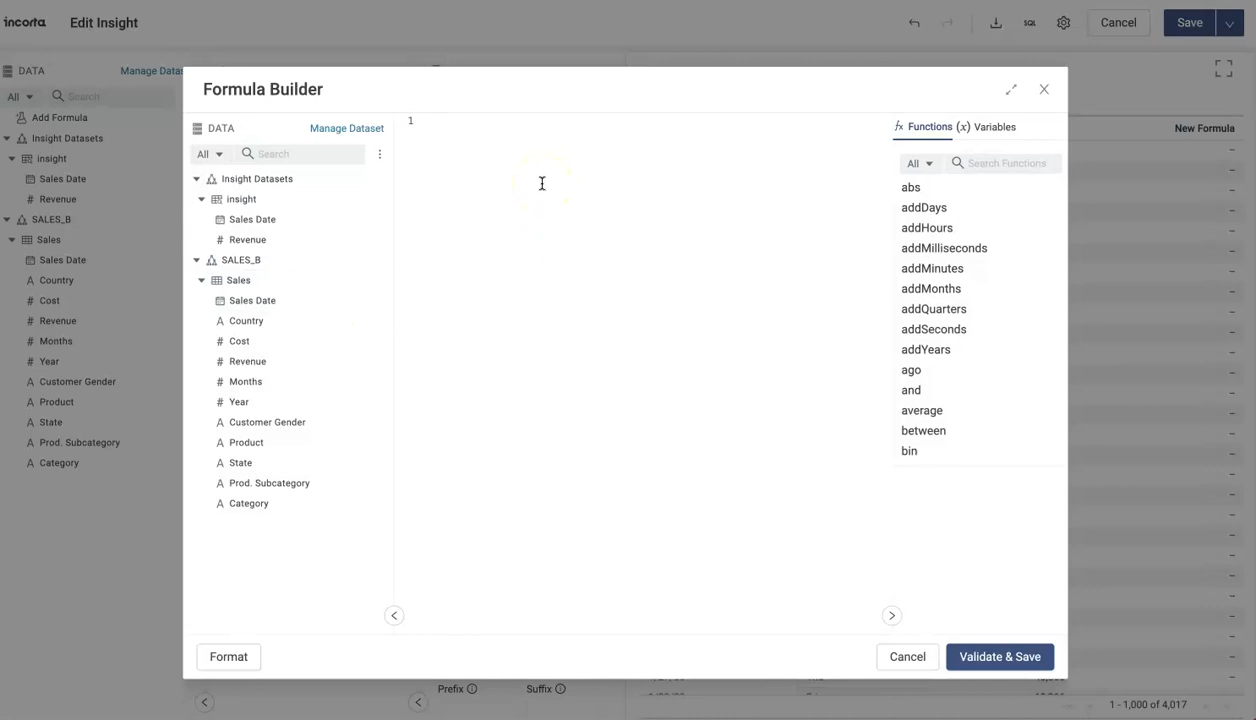 incorta
Edit Insight
SQL
Cancel
Save
DATA
Manage Datas
All
Search
Add Formula
Insight Datasets
insight
Sales Date
Revenue
SALES_B
Sales
Sales Date
Country
Cost
Revenue
Months
Year
Customer Gender
Product
State
Prod. Subcategory
Category
Formula Builder
DATA
Manage Dataset
All
Search
Insight Datasets
insight
Sales Date
Revenue
SALES_B
Sales
Sales Date
Country
Cost
Revenue
Months
Year
Customer Gender
Product
State
Prod. Subcategory
Category
1
Functions
(x) Variables
All
Search Functions
abs
addDays
addHours
addMilliseconds
addMinutes
addMonths
addQuarters
addSeconds
addYears
ago
and
average
between
bin
Format
Cancel
Validate & Save
New Formula
Prefix
Suffix
1 - 1,000 of 4,017